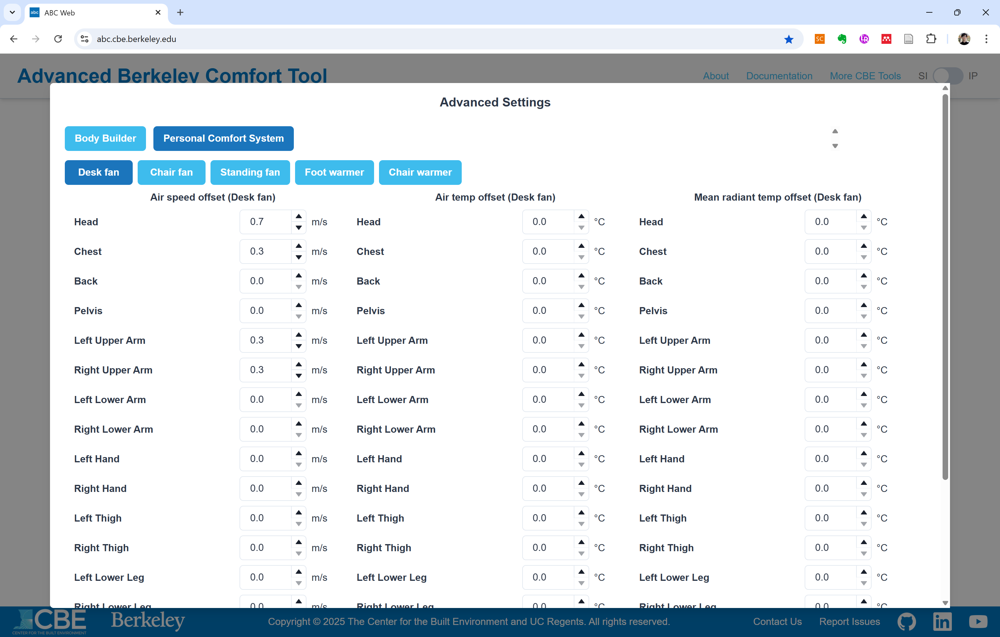 abc ABC Web
abc.cbe.berkeley.edu
SC
Advanced Berkeley Comfort Tool
About Documentation More CBE Tools SI IP
Advanced Settings
Body Builder Personal Comfort System
Desk fan Chair fan Standing fan Foot warmer Chair warmer
Air speed offset (Desk fan) Air temp offset (Desk fan) Mean radiant temp offset (Desk fan)
Head 0.7 m/s Head 0.0 °C Head 0.0 °C
Chest 0.3 m/s Chest 0.0 °C Chest 0.0 °C
Back 0.0 m/s Back 0.0 °C Back 0.0 °C
Pelvis 0.0 m/s Pelvis 0.0 °C Pelvis 0.0 °C
Left Upper Arm 0.3 m/s Left Upper Arm 0.0 °C Left Upper Arm 0.0 °C
Right Upper Arm 0.3 m/s Right Upper Arm 0.0 °C Right Upper Arm 0.0 °C
Left Lower Arm 0.0 m/s Left Lower Arm 0.0 °C Left Lower Arm 0.0 °C
Right Lower Arm 0.0 m/s Right Lower Arm 0.0 °C Right Lower Arm 0.0 °C
Left Hand 0.0 m/s Left Hand 0.0 °C Left Hand 0.0 °C
Right Hand 0.0 m/s Right Hand 0.0 °C Right Hand 0.0 °C
Left Thigh 0.0 m/s Left Thigh 0.0 °C Left Thigh 0.0 °C
Right Thigh 0.0 m/s Right Thigh 0.0 °C Right Thigh 0.0 °C
Left Lower Leg 0.0 m/s Left Lower Leg 0.0 °C Left Lower Leg 0.0 °C
Right Lower Leg 0.0 m/s Right Lower Leg 0.0 °C Right Lower Leg 0.0 °C
CBE Berkeley Copyright © 2025 The Center for the Built Environment and UC Regents. All rights reserved. Contact Us Report Issues in
CENTER FOR THE BUILT ENVIRONMENT